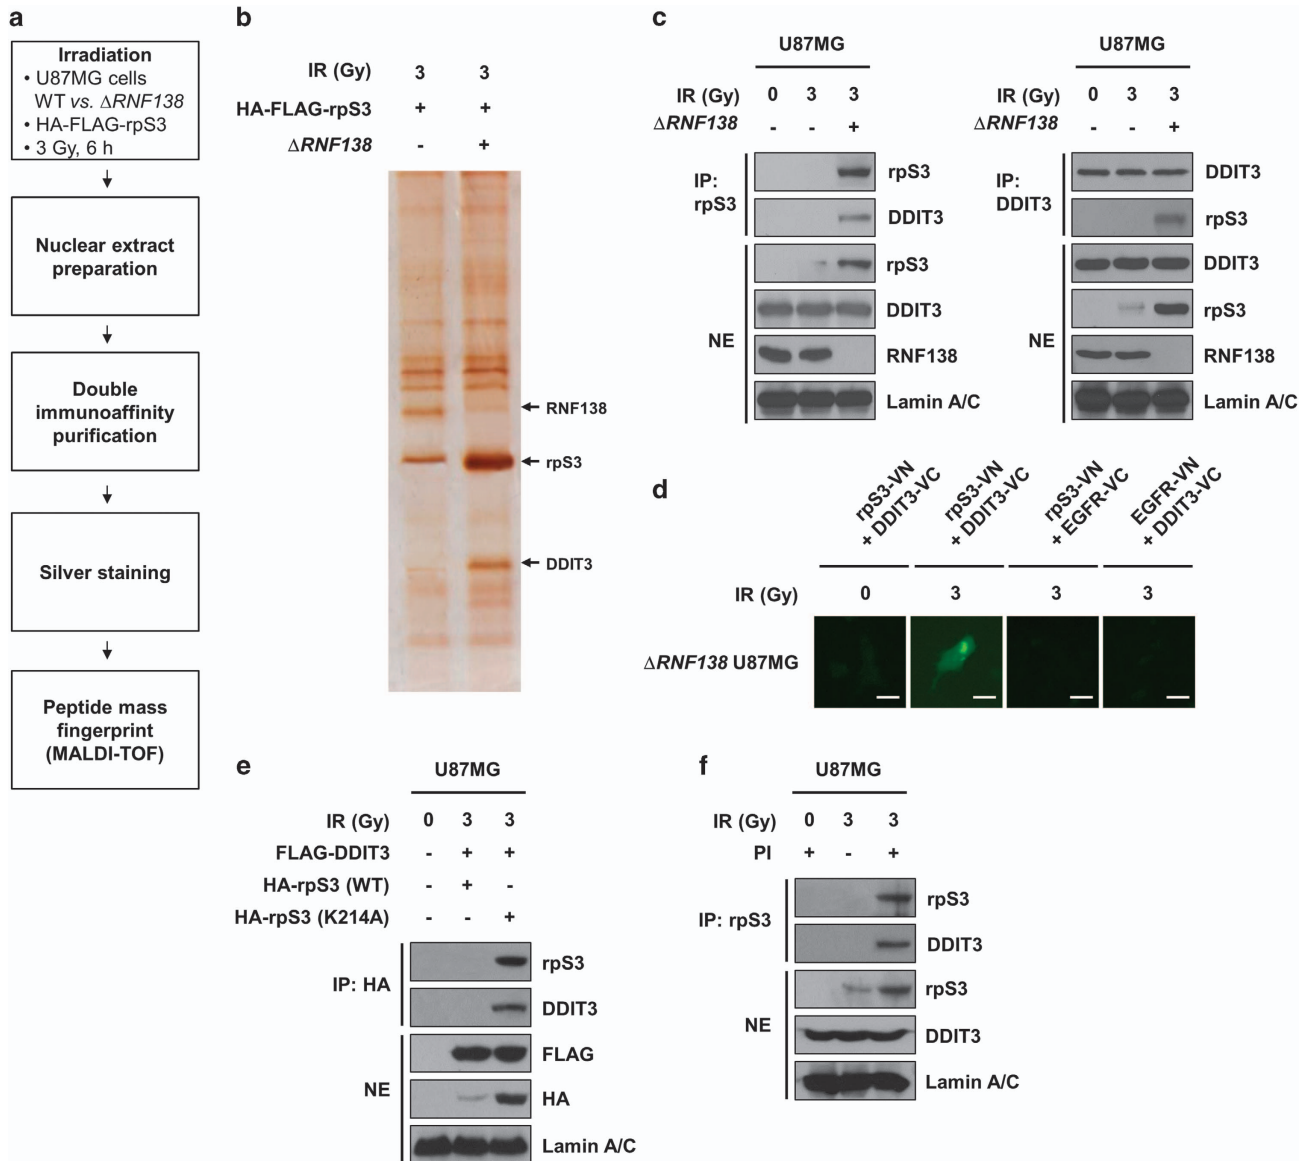 a
Irradiation
• U87MG cells
WT vs. ΔRNF138
• HA-FLAG-rpS3
• 3 Gy, 6 h
Nuclear extract
preparation
Double
immunoaffinity
purification
Silver staining
Peptide mass
fingerprint
(MALDI-TOF)
b
IR (Gy) 3 3
HA-FLAG-rpS3 + +
ΔRNF138 - +
RNF138
rpS3
DDIT3
c
U87MG
IR (Gy) 0 3 3
ΔRNF138 - - +
IP:
rpS3
rpS3
DDIT3
NE
rpS3
DDIT3
RNF138
Lamin A/C
U87MG
IR (Gy) 0 3 3
ΔRNF138 - - +
IP:
DDIT3
DDIT3
rpS3
NE
DDIT3
rpS3
RNF138
Lamin A/C
d
rpS3-VN
+ DDIT3-VC
rpS3-VN
+ DDIT3-VC
rpS3-VN
+ EGFR-VC
EGFR-VN
+ DDIT3-VC
IR (Gy) 0 3 3 3
ΔRNF138 U87MG
e
U87MG
IR (Gy) 0 3 3
FLAG-DDIT3 - + +
HA-rpS3 (WT) - + -
HA-rpS3 (K214A) - - +
IP: HA
rpS3
DDIT3
NE
FLAG
HA
Lamin A/C
f
U87MG
IR (Gy) 0 3 3
PI + - +
IP: rpS3
rpS3
DDIT3
NE
rpS3
DDIT3
Lamin A/C